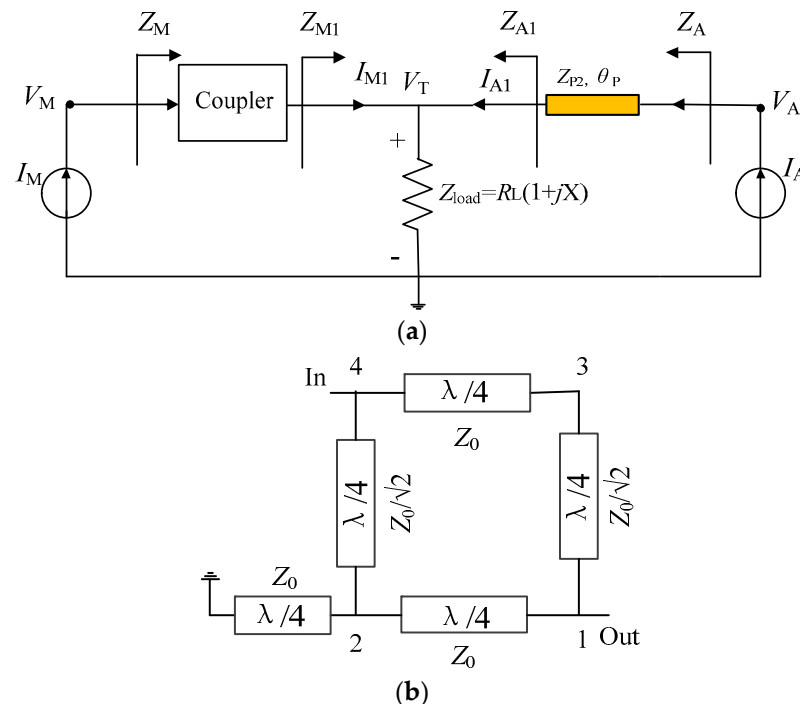 Z_M Z_M1 Z_A1 Z_A
I_M1 V_T I_A1 Z_P2, θ_P
V_M Coupler V_A
+
I_M Z_load=R_L(1+jX) I_A
-
(a)
4 3
In λ/4
Z_0
λ/4 Z_0/√2 λ/4 Z_0/√2
Z_0
λ/4 λ/4
2 Z_0 1 Out
(b)